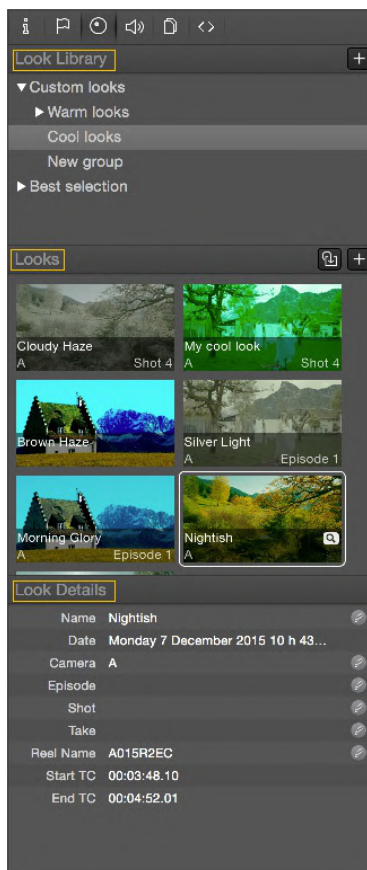 Look Library
Custom looks
Warm looks
Cool looks
New group
Best selection
Looks
Cloudy Haze
A Shot 4
My cool look
A Shot 4
Brown Haze
Silver Light
A Episode 1
Morning Glory
A Episode 1
Nightish
A
Look Details
Name Nightish
Date Monday 7 December 2015 10 h 43...
Camera A
Episode
Shot
Take
Reel Name A015R2EC
Start TC 00:03:48.10
End TC 00:04:52.01